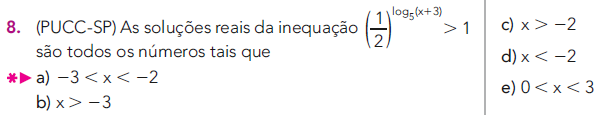 8. (PUCC-SP) As soluções reais da inequação (1/2)^log₅(x+3) > 1
são todos os números tais que
*▶ a) −3 < x < −2
b) x > −3
c) x > −2
d) x < −2
e) 0 < x < 3